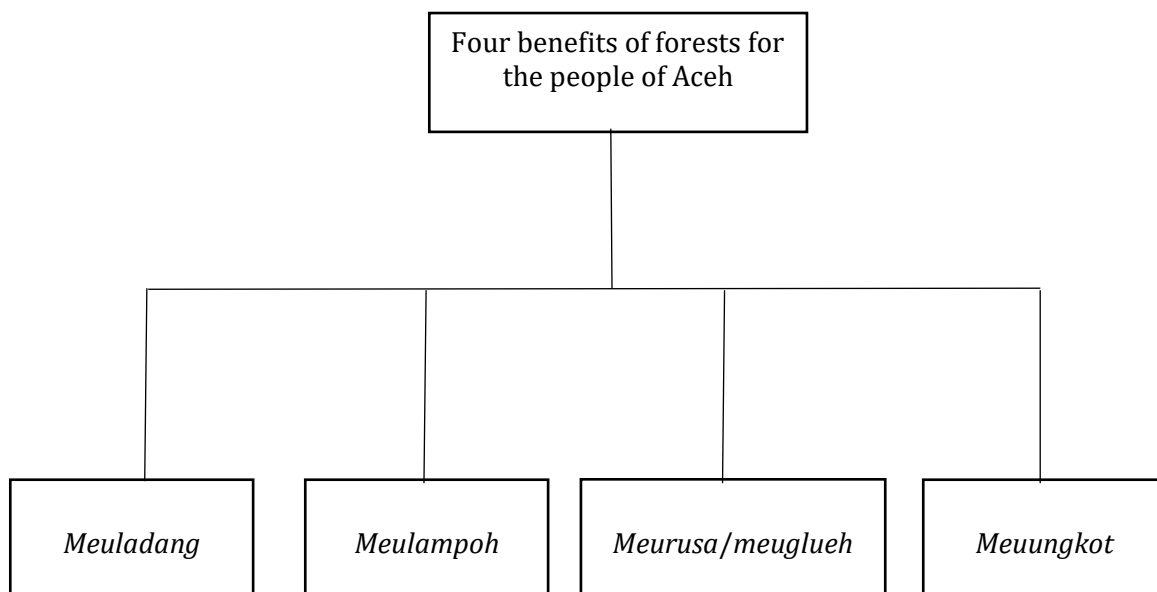 Four benefits of forests for
the people of Aceh
Meuladang
Meulampoh
Meurusa/meuglueh
Meuungkot